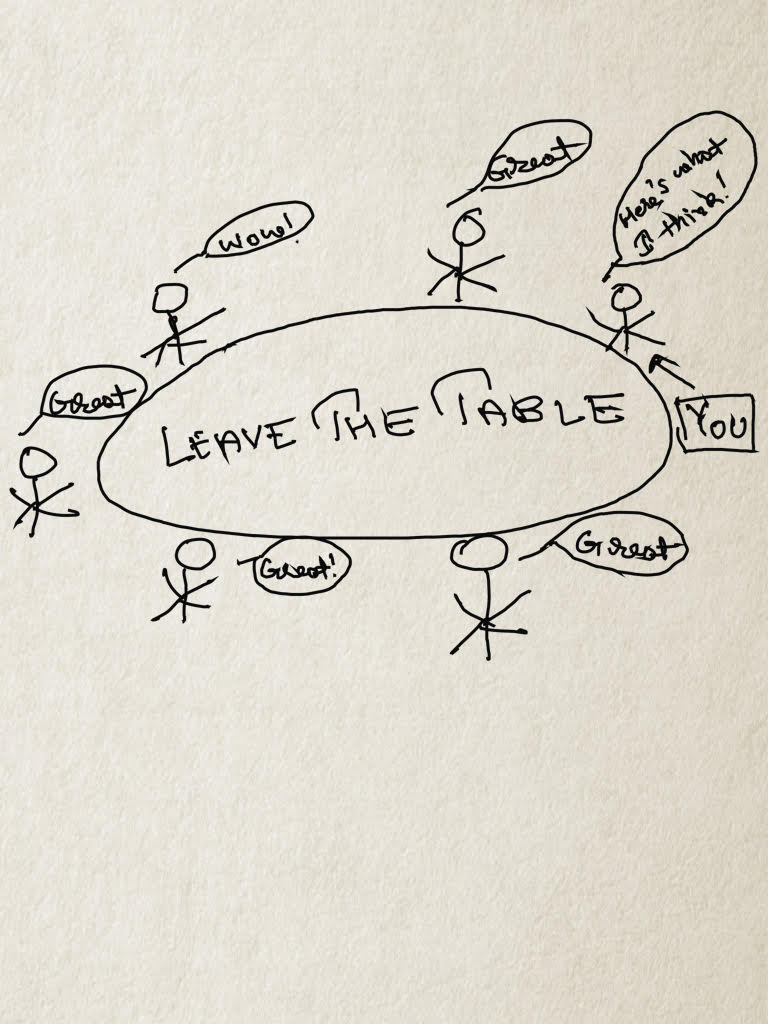 Great
Wow!
Here's what
I think!
Great
LEAVE THE TABLE
YOU
Great!
Great